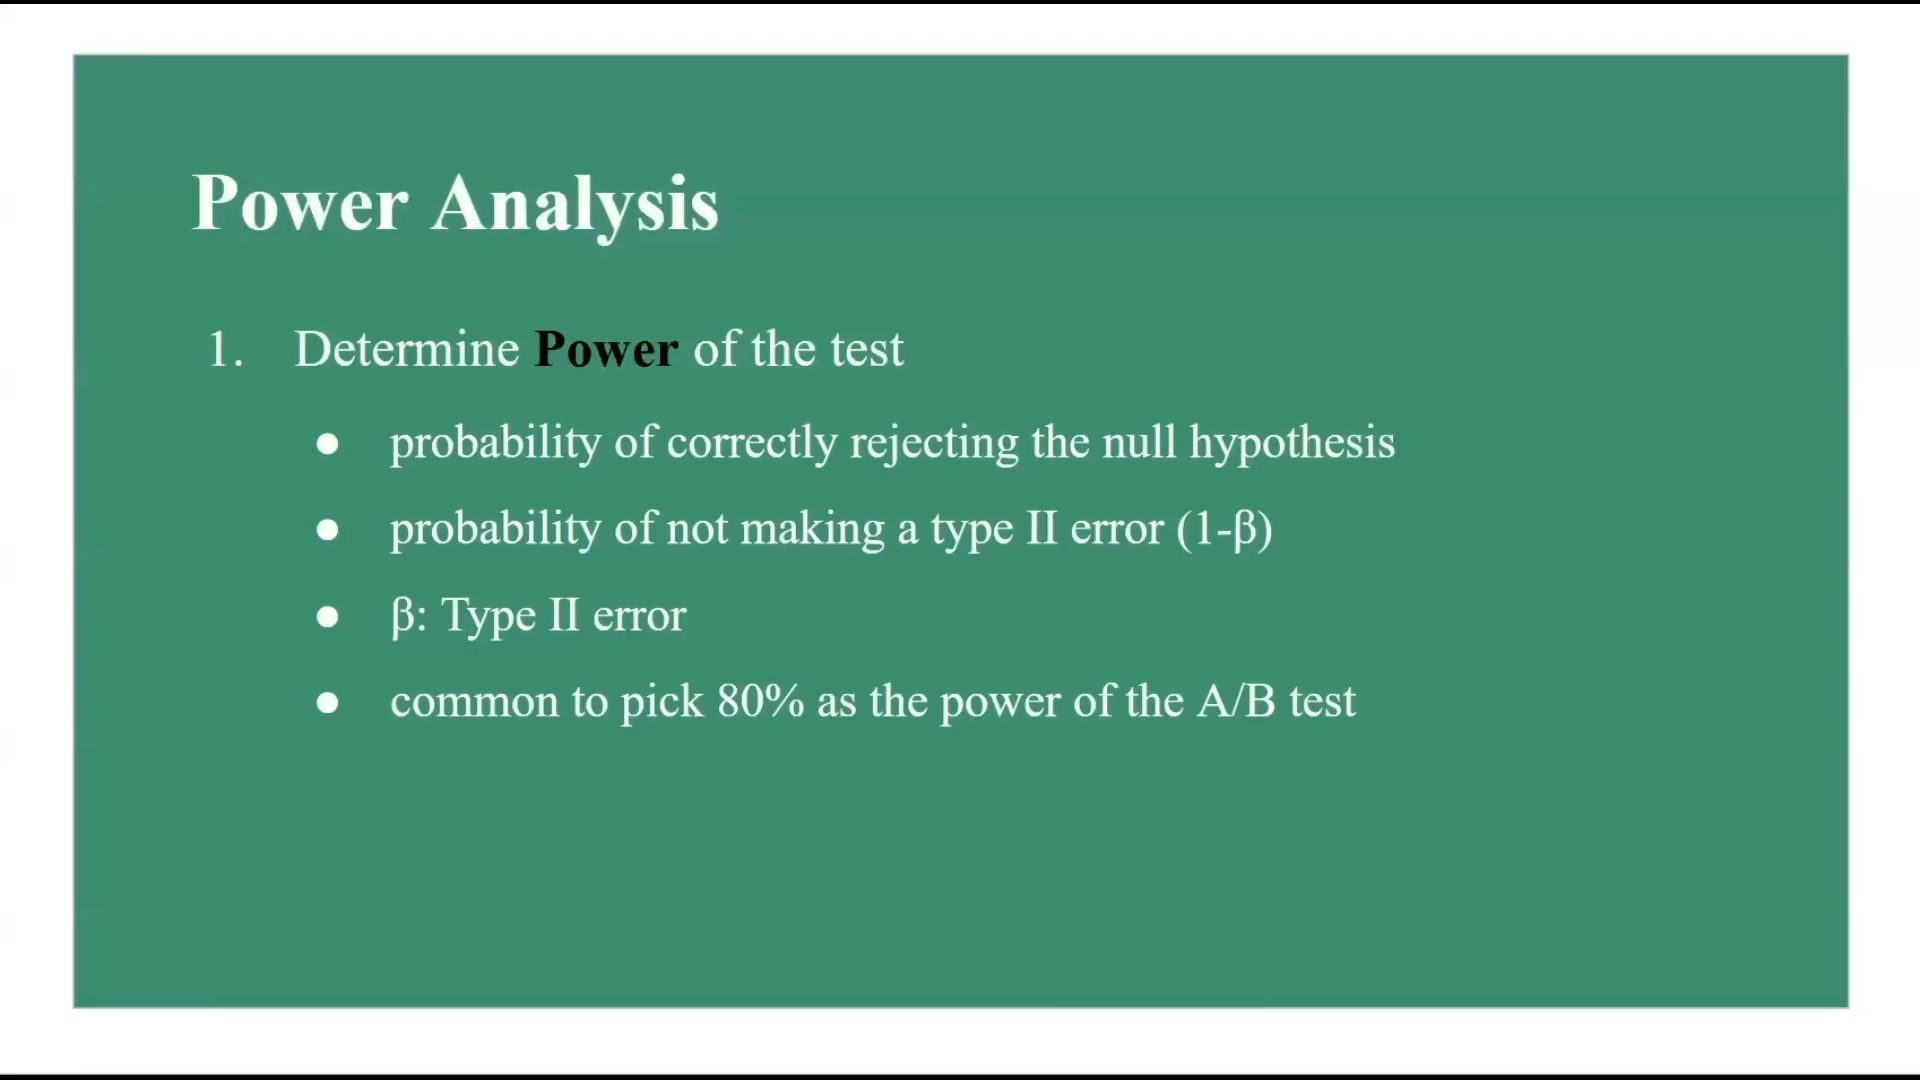 Power Analysis
1. Determine Power of the test
● probability of correctly rejecting the null hypothesis
● probability of not making a type II error (1-β)
● β: Type II error
● common to pick 80% as the power of the A/B test